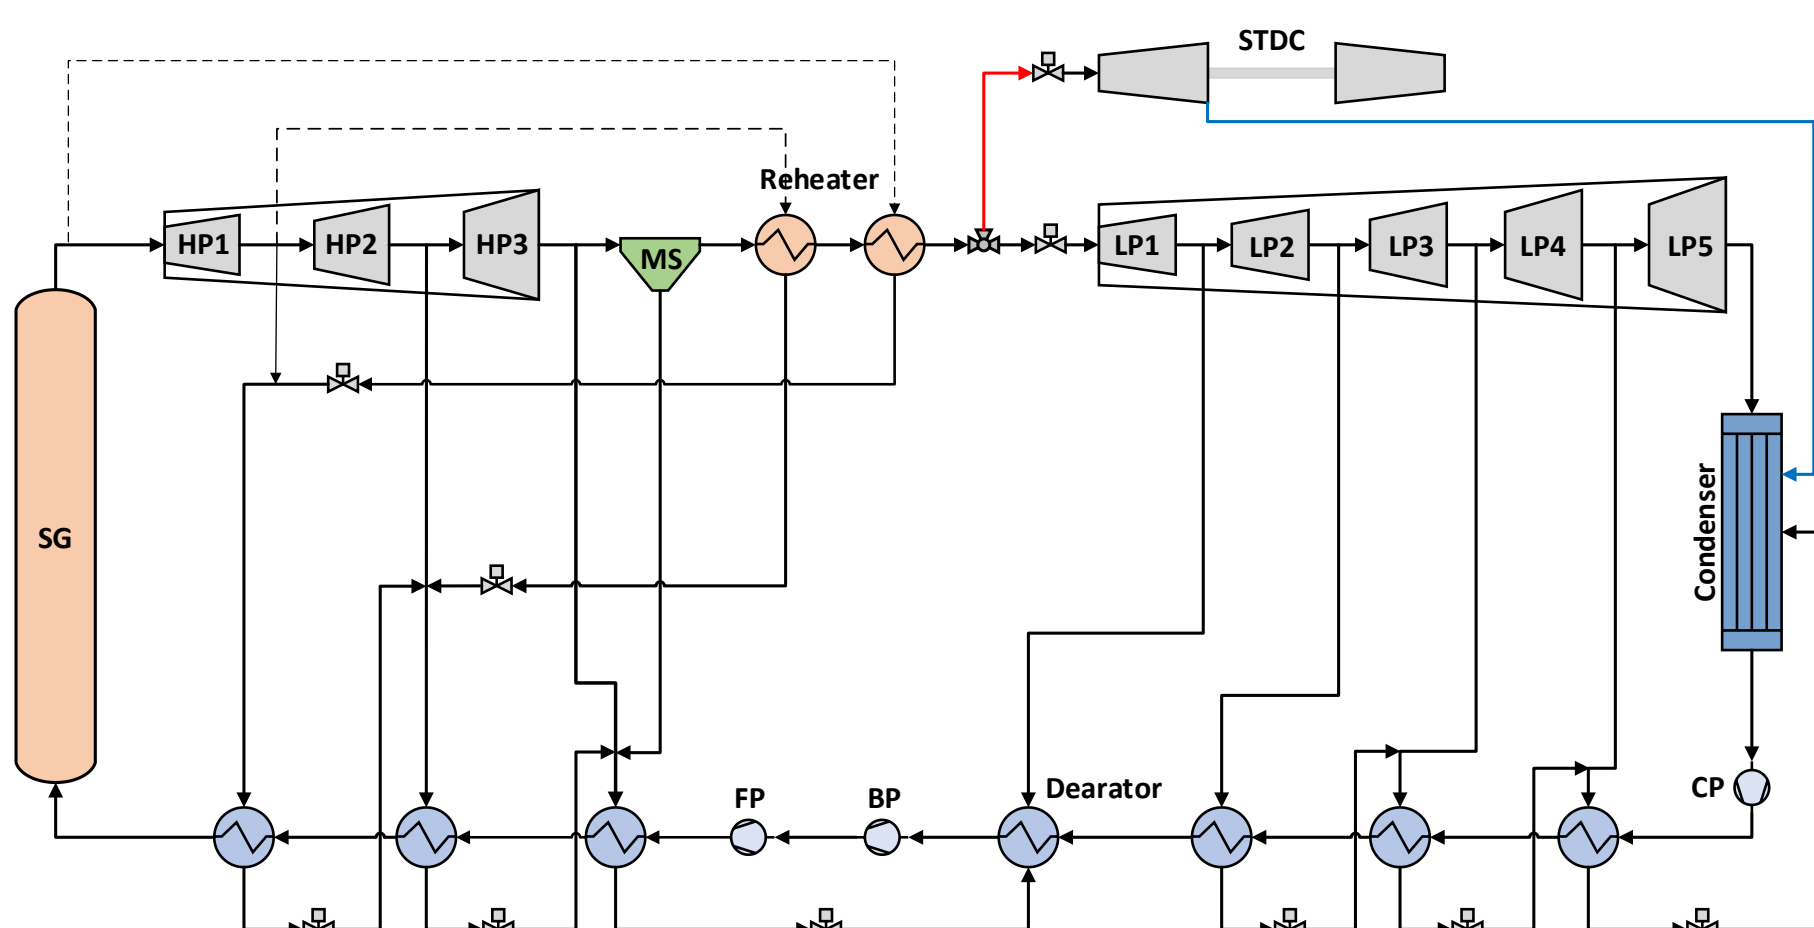 STDC
Reheater
HP1
HP2
HP3
MS
LP1
LP2
LP3
LP4
LP5
SG
Condenser
FP
BP
Dearator
CP